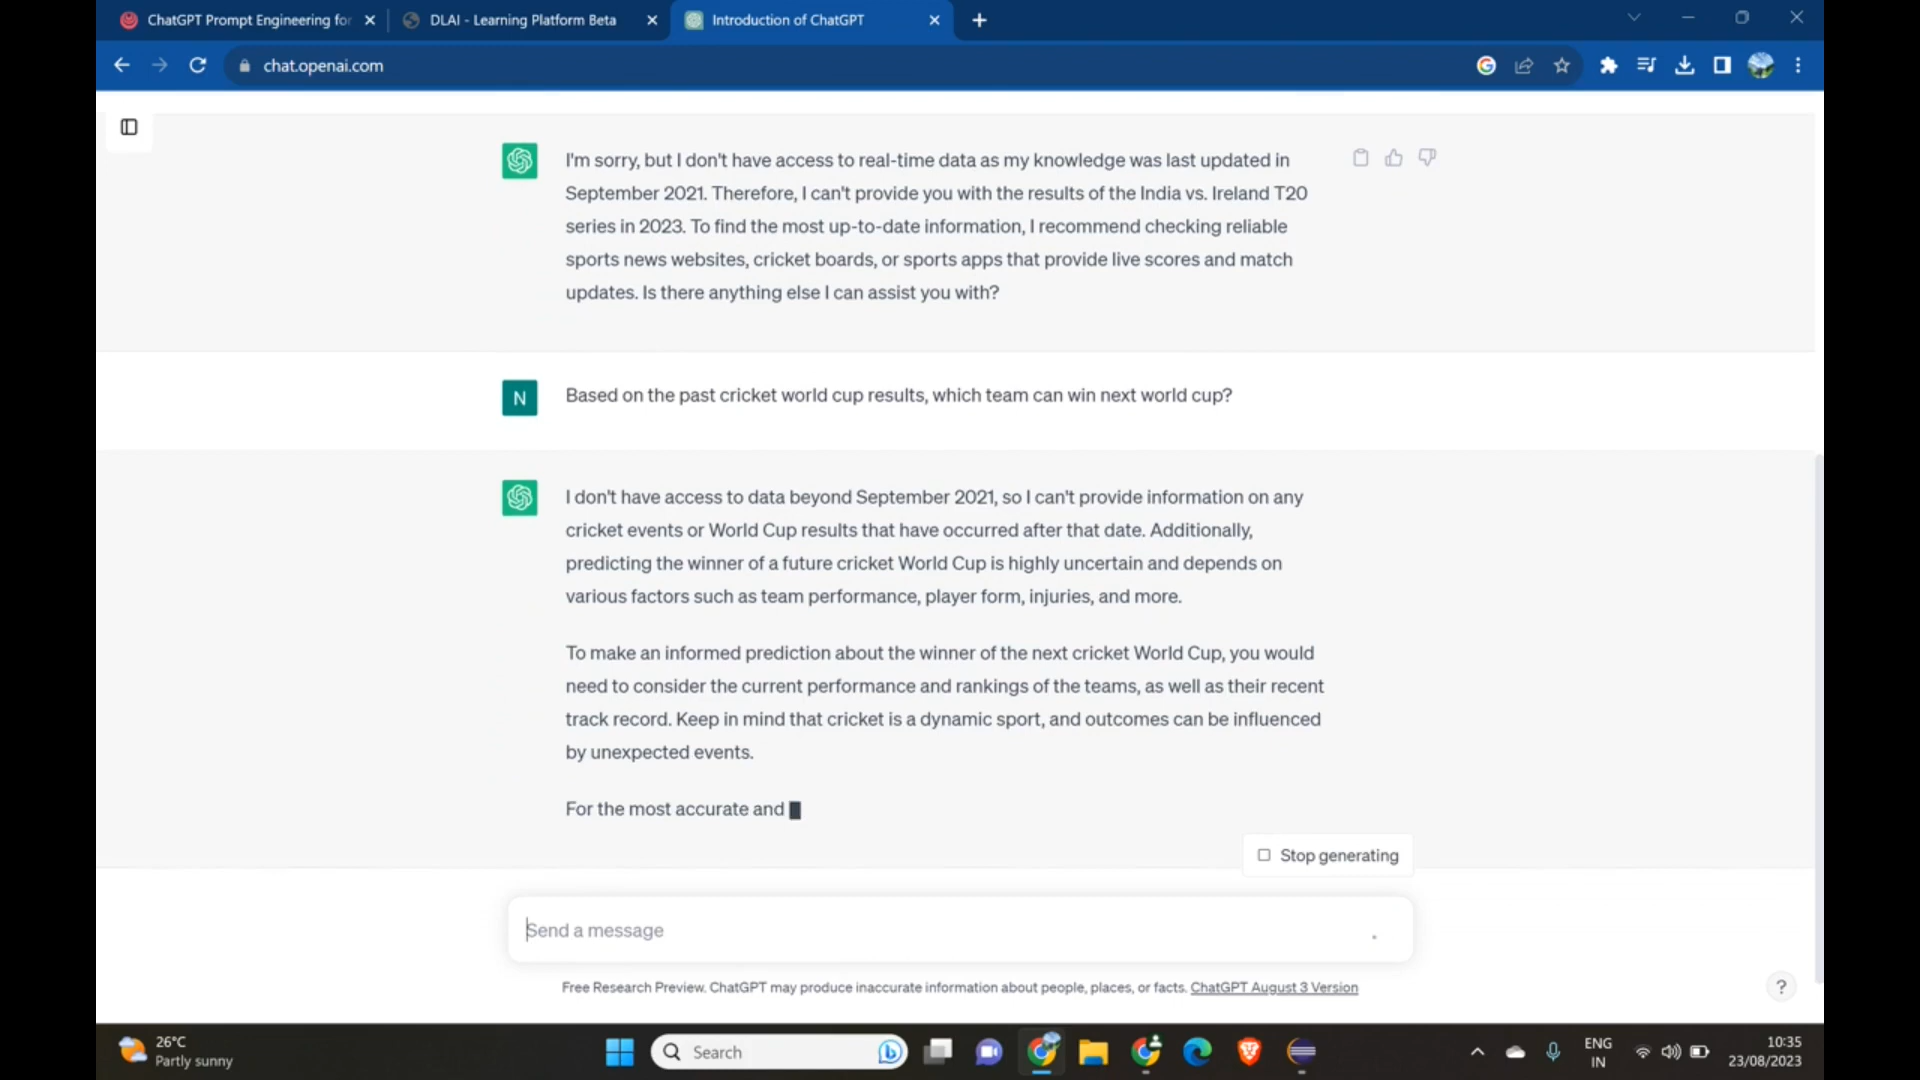 ChatGPT Prompt Engineering for
DLAI - Learning Platform Beta
Introduction of ChatGPT
chat.openai.com
I'm sorry, but I don't have access to real-time data as my knowledge was last updated in
September 2021. Therefore, I can't provide you with the results of the India vs. Ireland T20
series in 2023. To find the most up-to-date information, I recommend checking reliable
sports news websites, cricket boards, or sports apps that provide live scores and match
updates. Is there anything else I can assist you with?
N
Based on the past cricket world cup results, which team can win next world cup?
I don't have access to data beyond September 2021, so I can't provide information on any
cricket events or World Cup results that have occurred after that date. Additionally,
predicting the winner of a future cricket World Cup is highly uncertain and depends on
various factors such as team performance, player form, injuries, and more.
To make an informed prediction about the winner of the next cricket World Cup, you would
need to consider the current performance and rankings of the teams, as well as their recent
track record. Keep in mind that cricket is a dynamic sport, and outcomes can be influenced
by unexpected events.
For the most accurate and
Stop generating
Send a message
Free Research Preview. ChatGPT may produce inaccurate information about people, places, or facts. ChatGPT August 3 Version
?
26°C
Partly sunny
Search
ENG
IN
10:35
23/08/2023